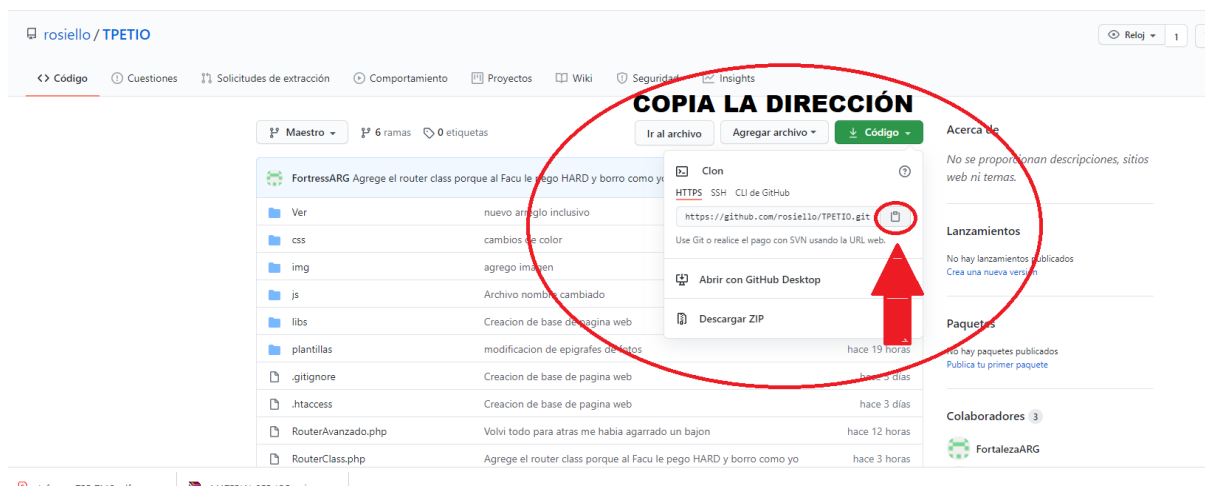 rosiello / TPETIO
Reloj 1
Código Cuestiones Solicitudes de extracción Comportamiento Proyectos Wiki Seguridad Insights
COPIA LA DIRECCIÓN
Maestro 6 ramas 0 etiquetas Ir al archivo Agregar archivo Código
FortressARG Agrege el router class porque al Facu le pego HARD y borro como yo
Ver nuevo arreglo inclusivo
css cambios de color
img agrego imagen
js Archivo nombre cambiado
libs Creacion de base de pagina web
plantillas modificacion de epigrafes de fotos hace 19 horas
.gitignore Creacion de base de pagina web hace 3 días
.htaccess Creacion de base de pagina web hace 3 días
RouterAvanzado.php Volvi todo para atras me habia agarrado un bajon hace 12 horas
RouterClass.php Agrege el router class porque al Facu le pego HARD y borro como yo hace 3 horas
Clon
HTTPS SSH CLI de GitHub
https://github.com/rosiello/TPETIO.git
Use Git o realice el pago con SVN usando la URL web.
Abrir con GitHub Desktop
Descargar ZIP
Acerca de
No se proporcionan descripciones, sitios
web ni temas.
Lanzamientos
No hay lanzamientos publicados
Crea una nueva versión
Paquetes
No hay paquetes publicados
Publica tu primer paquete
Colaboradores 3
FortalezaARG